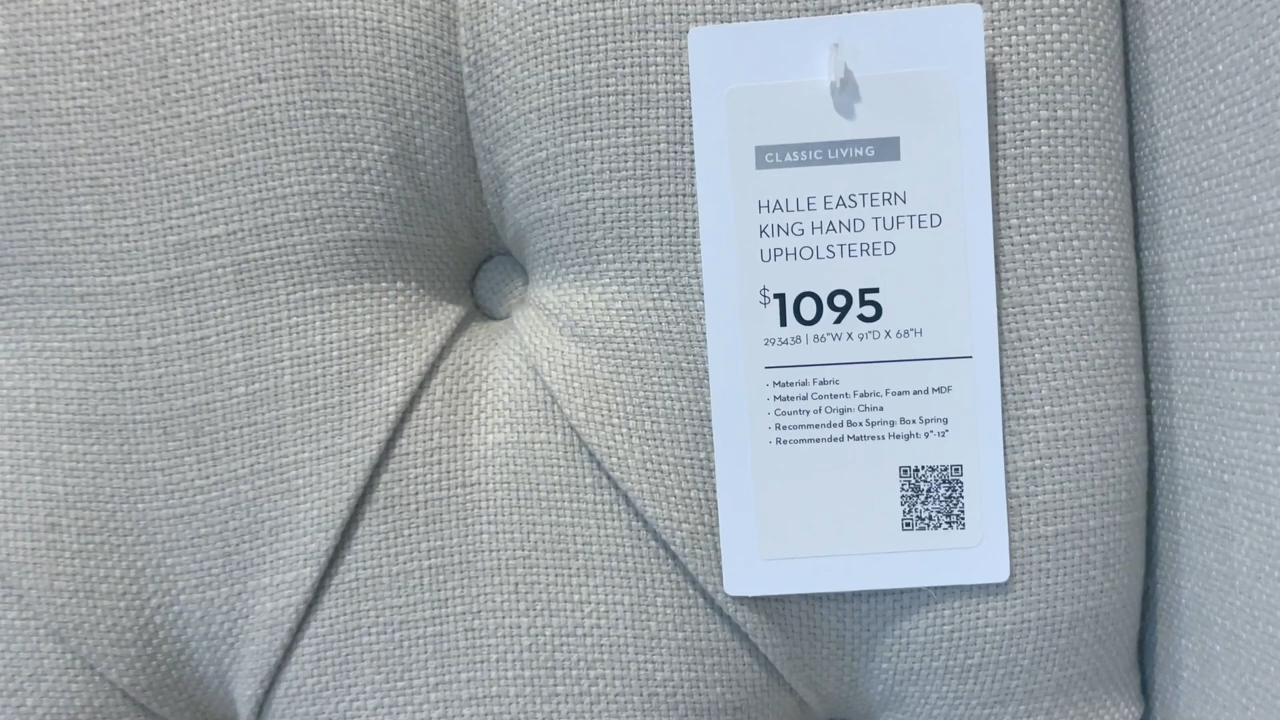 CLASSIC LIVING
HALLE EASTERN
KING HAND TUFTED
UPHOLSTERED
$1095
293438 | 86"W X 91"D X 68"H
• Material: Fabric
• Material Content: Fabric, Foam and MDF
• Country of Origin: China
• Recommended Box Spring: Box Spring
• Recommended Mattress Height: 9"-12"